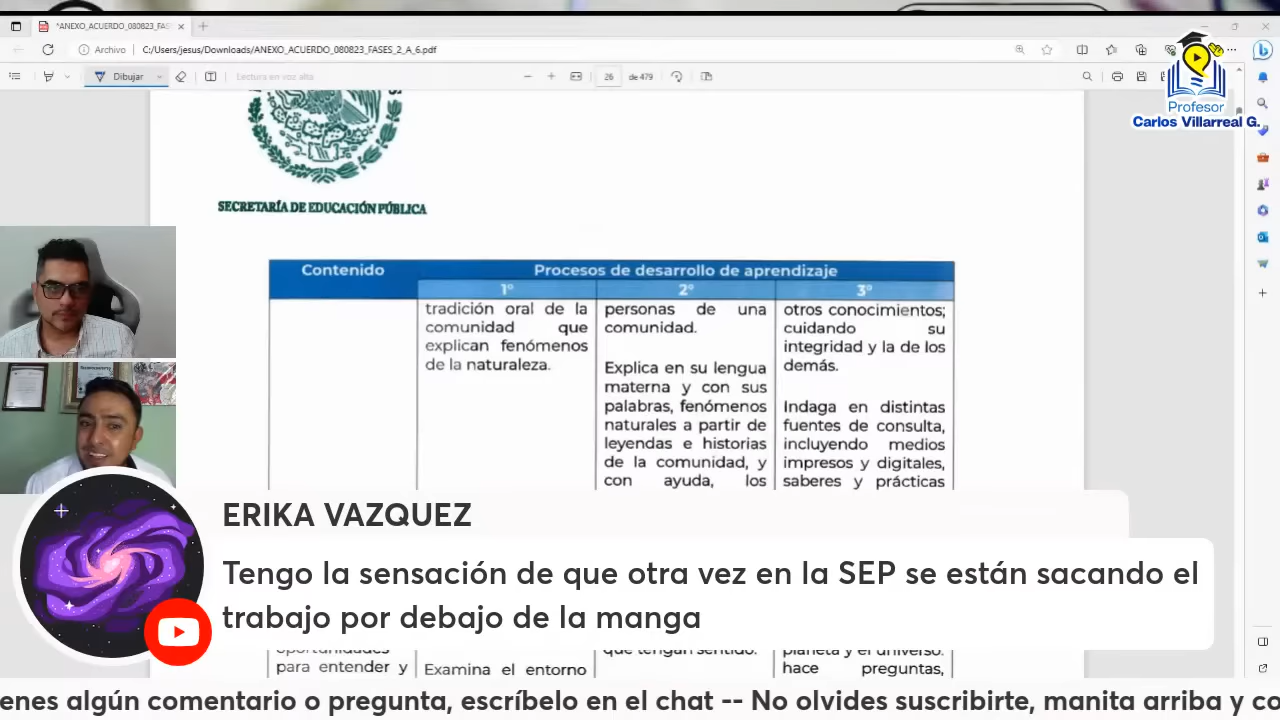 *ANEXO_ACUERDO_080823_FAS
Archivo
C:/Users/jesus/Downloads/ANEXO_ACUERDO_080823_FASES_2_A_6.pdf
Dibujar
Lectura en voz alta
26
de 479
Profesor
Carlos Villarreal G.
SECRETARÍA DE EDUCACIÓN PÚBLICA
Contenido
Procesos de desarrollo de aprendizaje
1°
2°
3°
tradición oral de la
comunidad que
explican fenómenos
de la naturaleza.
personas de una
comunidad.
Explica en su lengua
materna y con sus
palabras, fenómenos
naturales a partir de
leyendas e historias
de la comunidad, y
con ayuda, los
otros conocimientos;
cuidando su
integridad y la de los
demás.
Indaga en distintas
fuentes de consulta,
incluyendo medios
impresos y digitales,
saberes y prácticas
ERIKA VAZQUEZ
Tengo la sensación de que otra vez en la SEP se están sacando el
trabajo por debajo de la manga
oportunidades
para entender y
Examina el entorno
que tengan sentido.
planeta y el universo.
hace preguntas,
enes algún comentario o pregunta, escríbelo en el chat -- No olvides suscribirte, manita arriba y co